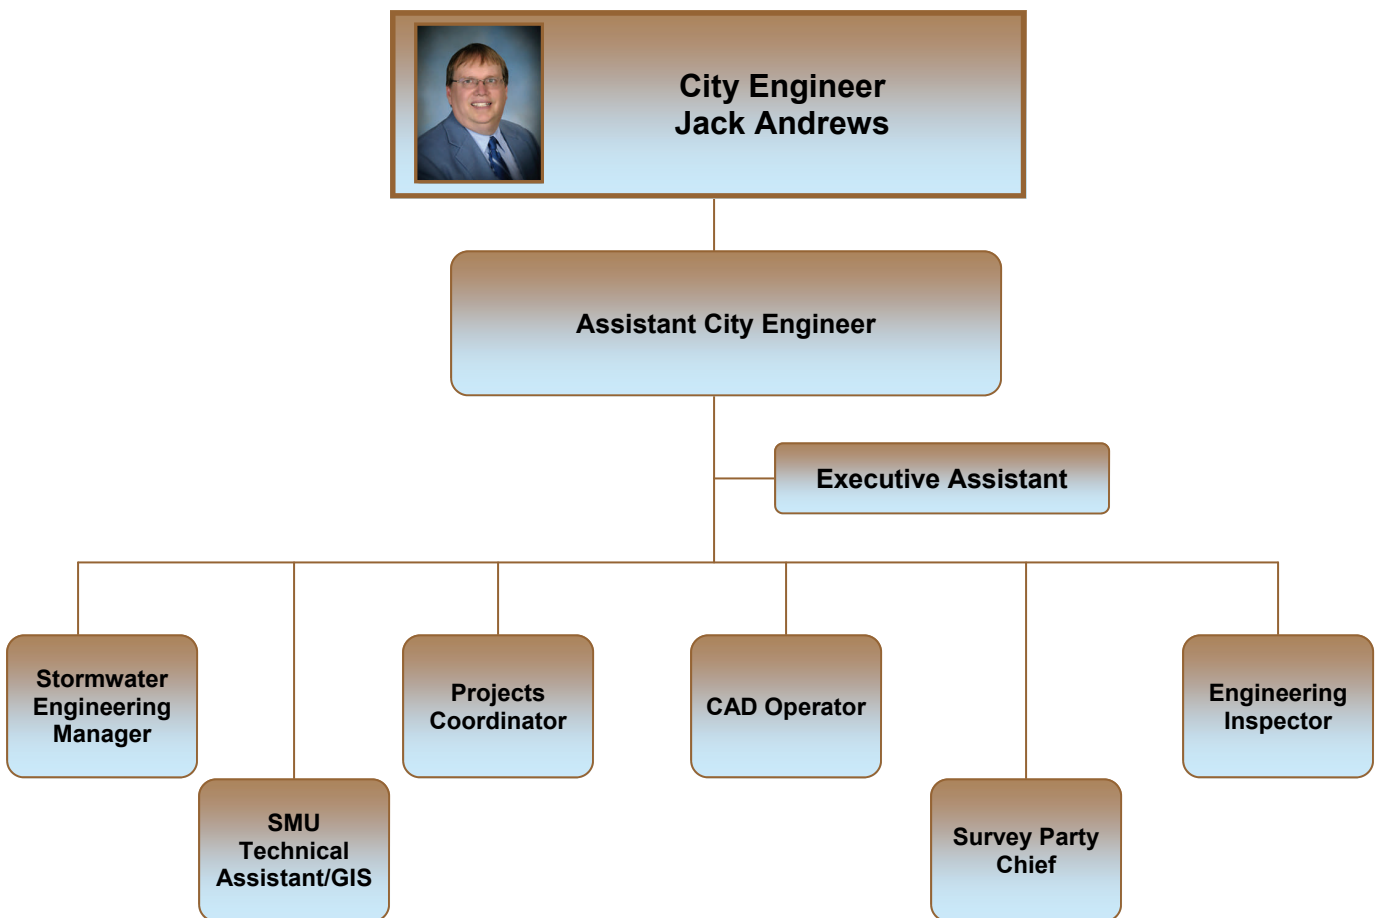 City Engineer
Jack Andrews
Assistant City Engineer
Executive Assistant
Stormwater
Engineering
Manager
Projects
Coordinator
CAD Operator
Engineering
Inspector
SMU
Technical
Assistant/GIS
Survey Party
Chief